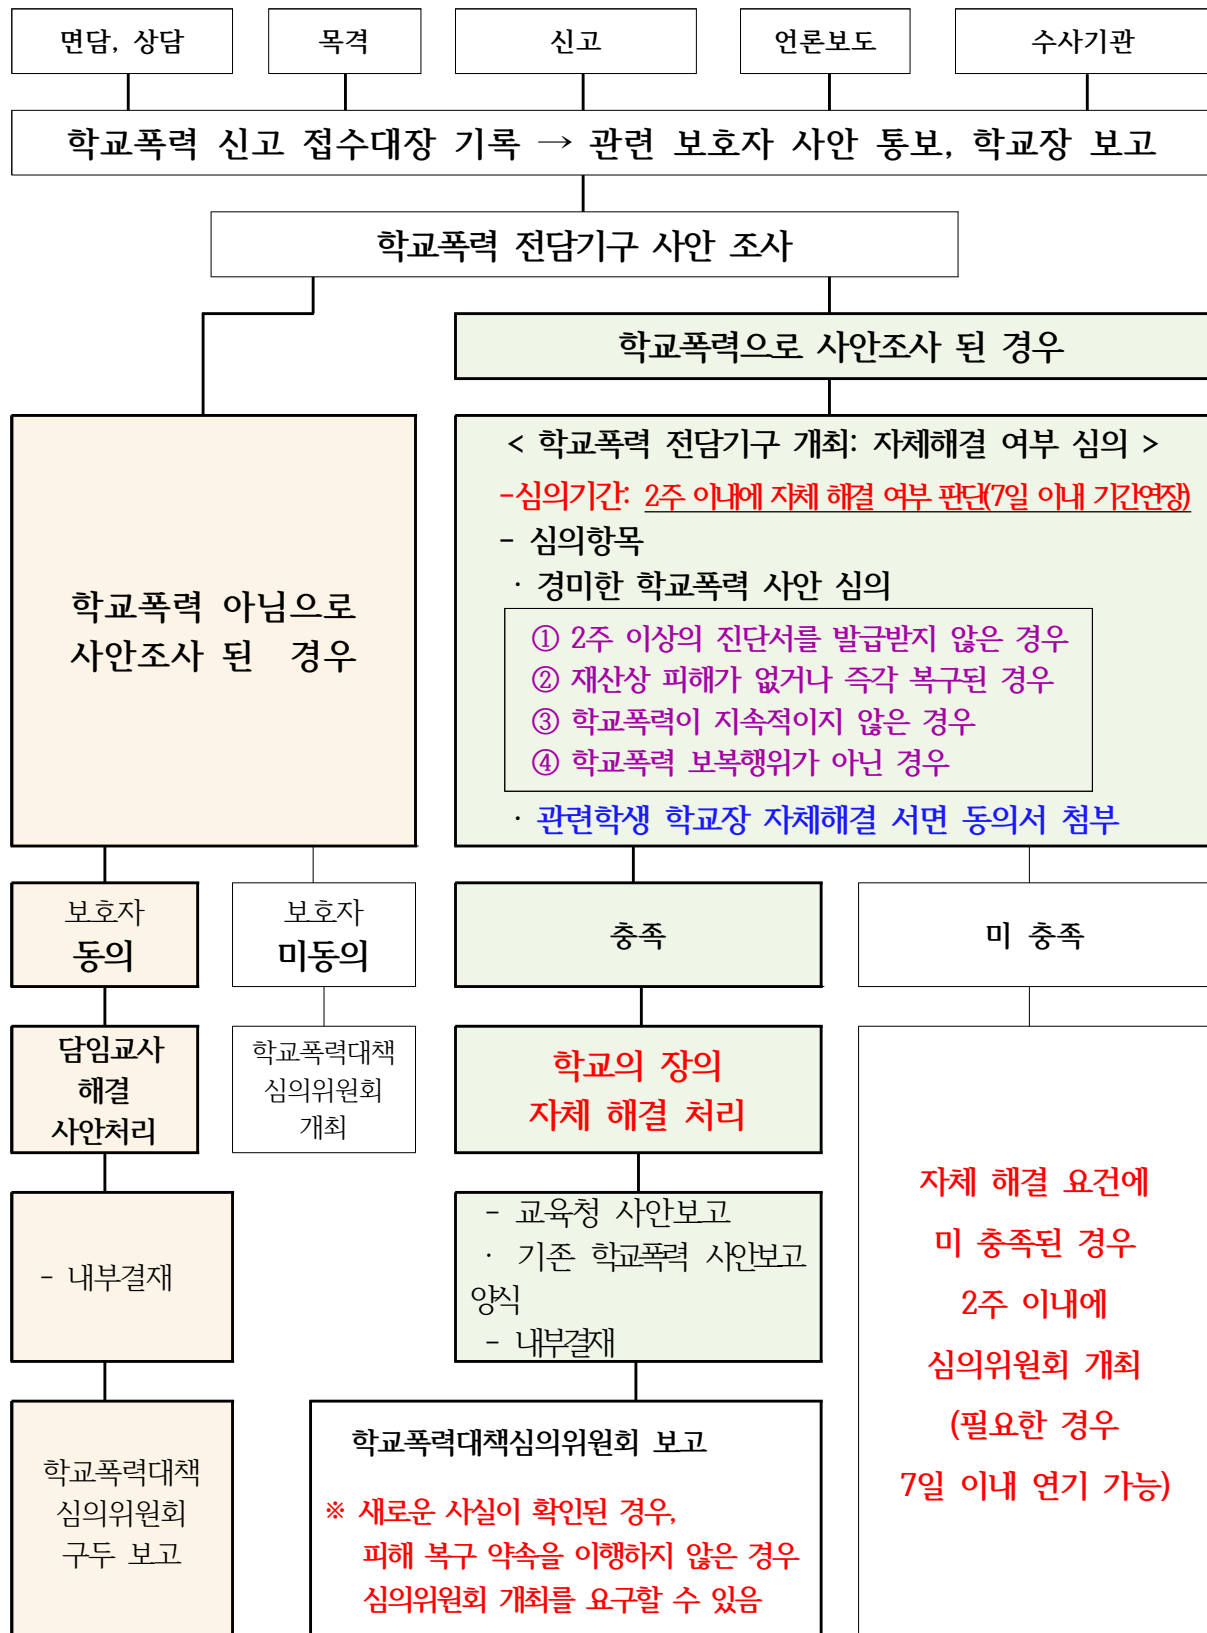 면담, 상담
목격
신고
언론보도
수사기관
학교폭력 신고 접수대장 기록 → 관련 보호자 사안 통보, 학교장 보고
학교폭력 전담기구 사안 조사
학교폭력으로 사안조사 된 경우
학교폭력 아님으로
사안조사 된 경우
< 학교폭력 전담기구 개최: 자체해결 여부 심의 >
-심의기간: 2주 이내에 자체 해결 여부 판단(7일 이내 기간연장)
- 심의항목
· 경미한 학교폭력 사안 심의
① 2주 이상의 진단서를 발급받지 않은 경우
② 재산상 피해가 없거나 즉각 복구된 경우
③ 학교폭력이 지속적이지 않은 경우
④ 학교폭력 보복행위가 아닌 경우
· 관련학생 학교장 자체해결 서면 동의서 첨부
보호자
동의
보호자
미동의
충족
미 충족
담임교사
해결
사안처리
학교폭력대책
심의위원회
개최
학교의 장의
자체 해결 처리
자체 해결 요건에
미 충족된 경우
2주 이내에
심의위원회 개최
(필요한 경우
7일 이내 연기 가능)
- 내부결재
- 교육청 사안보고
· 기존 학교폭력 사안보고
양식
- 내부결재
학교폭력대책
심의위원회
구두 보고
학교폭력대책심의위원회 보고
※ 새로운 사실이 확인된 경우,
피해 복구 약속을 이행하지 않은 경우
심의위원회 개최를 요구할 수 있음